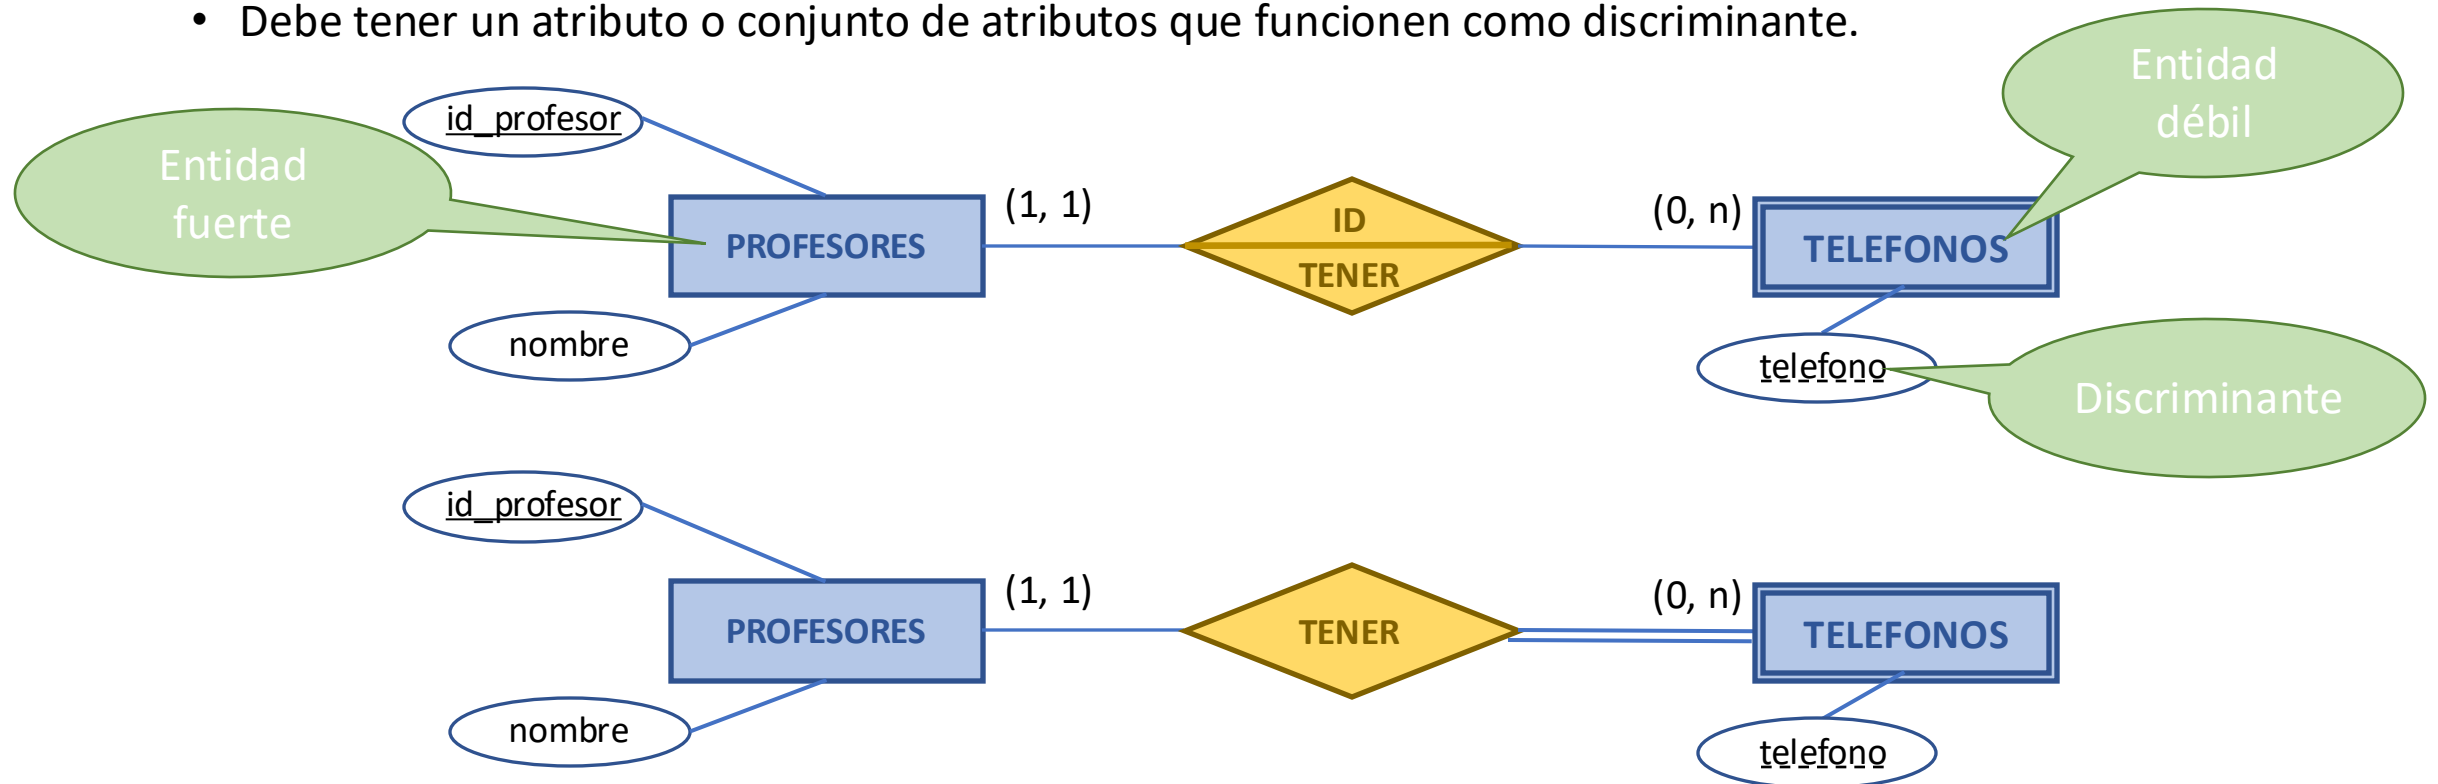 • Debe tener un atributo o conjunto de atributos que funcionen como discriminante.
Entidad
débil
id_profesor
Entidad
fuerte
(1, 1)
(0, n)
ID
PROFESORES
TELEFONOS
TENER
nombre
telefono
Discriminante
id_profesor
(1, 1)
(0, n)
PROFESORES
TENER
TELEFONOS
nombre
telefono